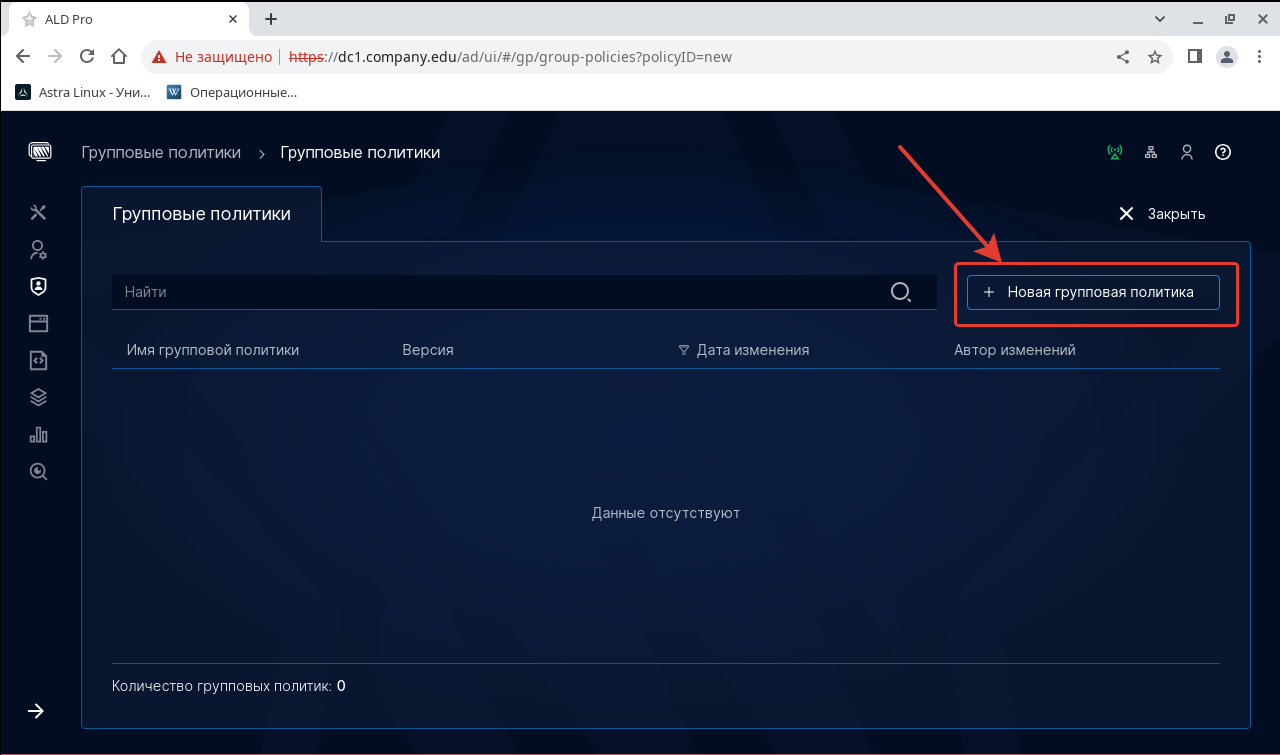 ALD Pro
Не защищено https://dc1.company.edu/ad/ui/#/gp/group-policies?policyID=new
Astra Linux - Уни... Операционные...
Групповые политики > Групповые политики
Групповые политики
Закрыть
Найти
+ Новая групповая политика
Имя групповой политики Версия Дата изменения Автор изменений
Данные отсутствуют
Количество групповых политик: 0